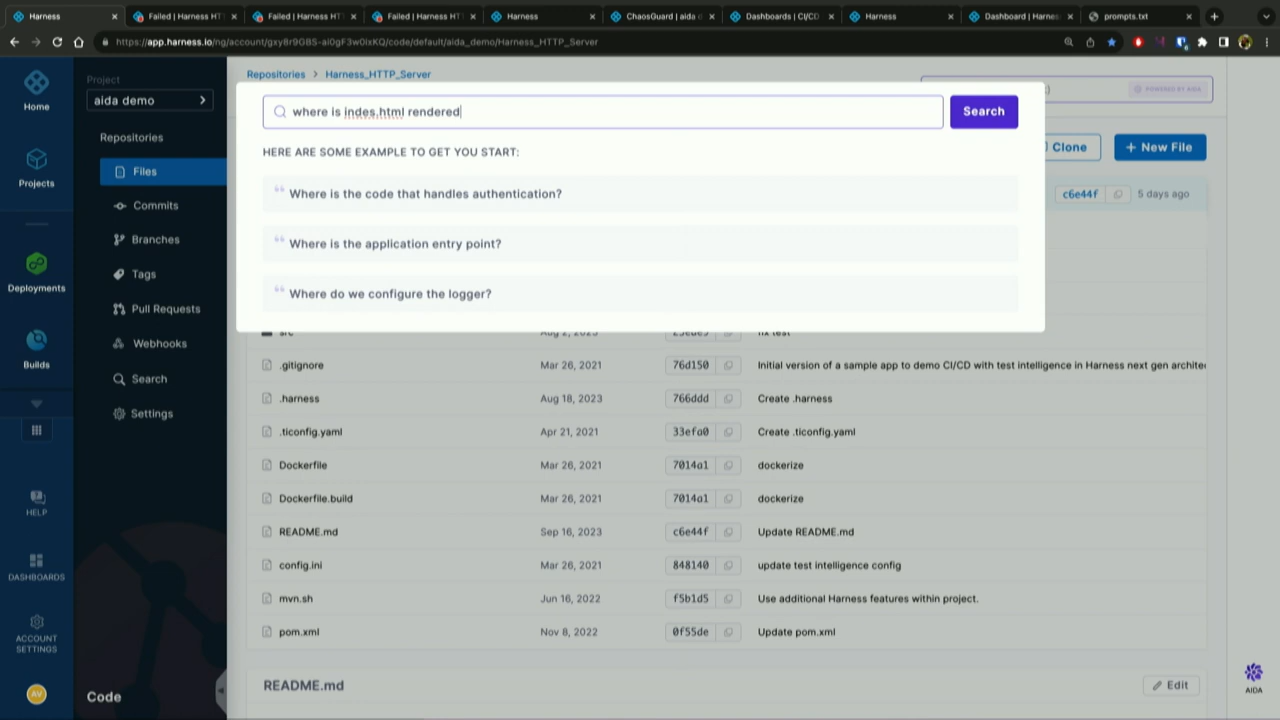 Harness
Failed | Harness HT
Failed | Harness HT
Failed | Harness HT
Harness
ChaosGuard | aida
Dashboards | CI/CD
Harness
Dashboard | Harnes
prompts.txt
https://app.harness.io/ng/account/gxy8r9GBS-ai0gF3w0ixKQ/code/default/aida_demo/Harness_HTTP_Server
Home
Projects
Deployments
Builds
HELP
DASHBOARDS
ACCOUNT
SETTINGS
AV
Project
aida demo
Repositories
Files
Commits
Branches
Tags
Pull Requests
Webhooks
Search
Settings
Code
Repositories > Harness_HTTP_Server
POWERED BY AIDA
where is indes.html rendered
Search
HERE ARE SOME EXAMPLE TO GET YOU START:
Where is the code that handles authentication?
Where is the application entry point?
Where do we configure the logger?
Clone
+ New File
c6e44f 5 days ago
src Aug 2, 2023 fix test
.gitignore Mar 26, 2021 76d150 Initial version of a sample app to demo CI/CD with test intelligence in Harness next gen archite
.harness Aug 18, 2023 766ddd Create .harness
.ticonfig.yaml Apr 21, 2021 33efa0 Create .ticonfig.yaml
Dockerfile Mar 26, 2021 7014a1 dockerize
Dockerfile.build Mar 26, 2021 7014a1 dockerize
README.md Sep 16, 2023 c6e44f Update README.md
config.ini Mar 26, 2021 848140 update test intelligence config
mvn.sh Jun 16, 2022 f5b1d5 Use additional Harness features within project.
pom.xml Nov 8, 2022 0f55de Update pom.xml
README.md
Edit
AIDA